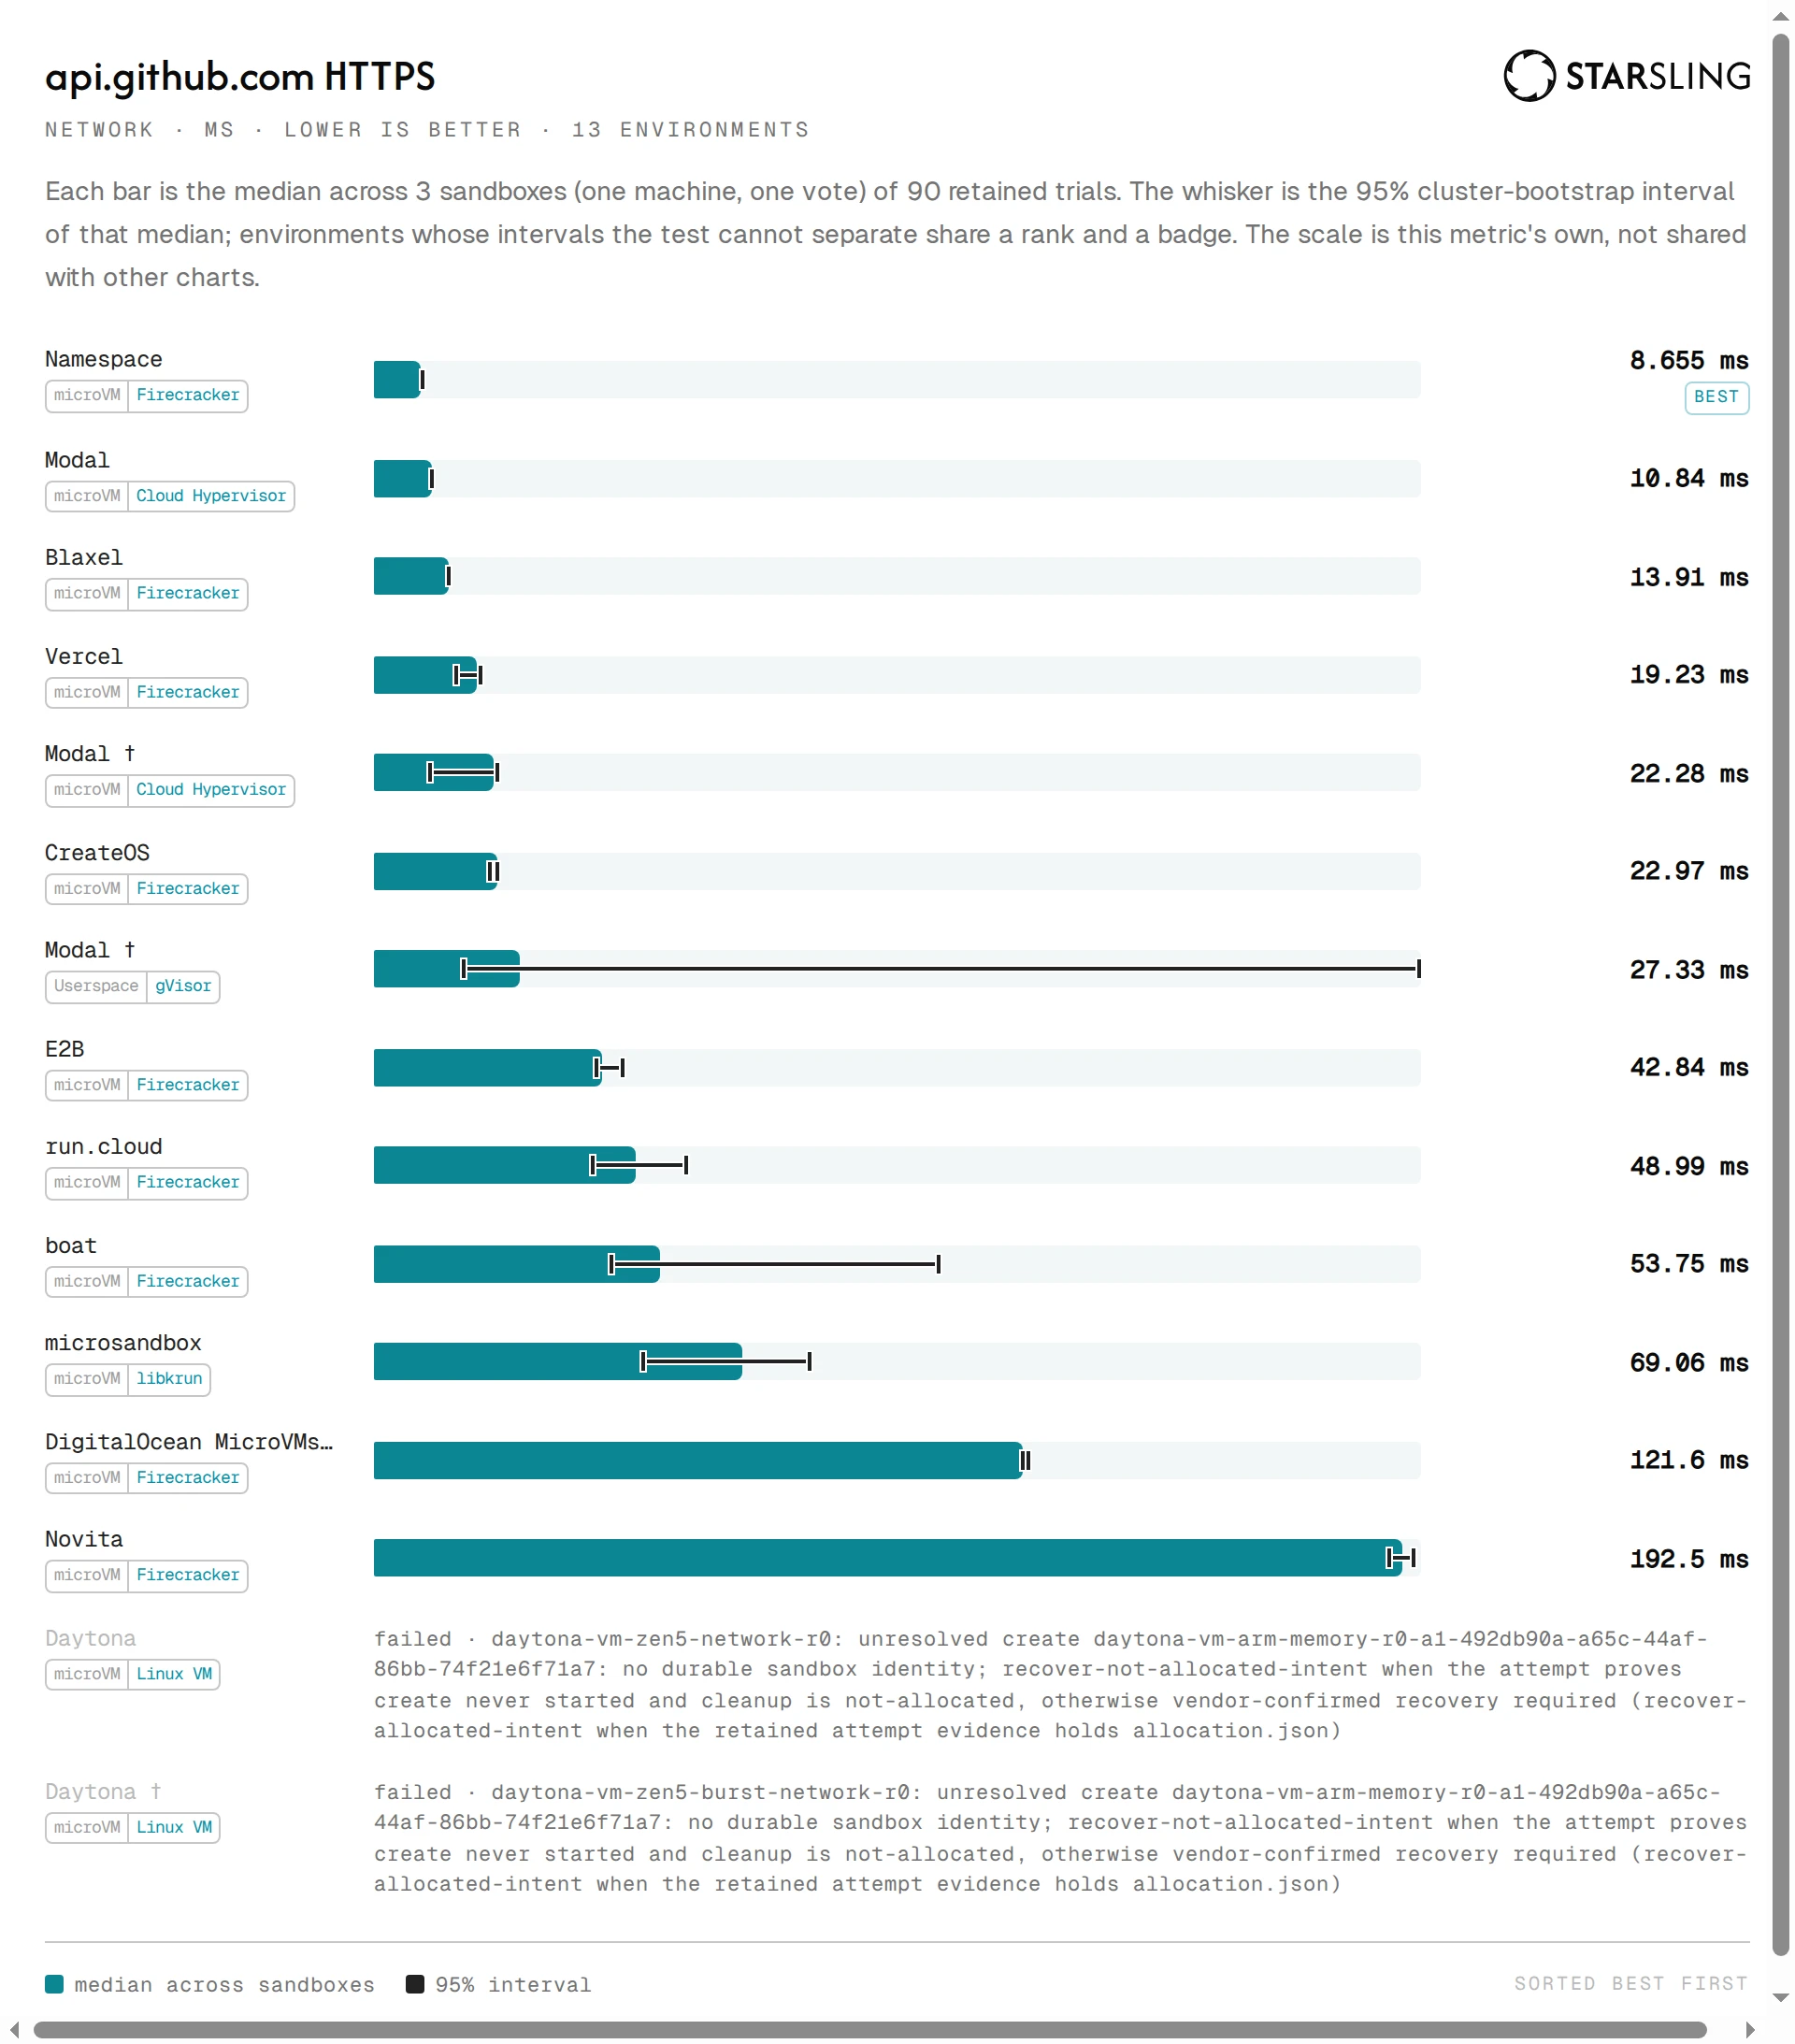 api.github.com HTTPS
STARSLING
NETWORK · MS · LOWER IS BETTER · 13 ENVIRONMENTS
Each bar is the median across 3 sandboxes (one machine, one vote) of 90 retained trials. The whisker is the 95% cluster-bootstrap interval
of that median; environments whose intervals the test cannot separate share a rank and a badge. The scale is this metric's own, not shared
with other charts.
Namespace
microVM Firecracker
8.655 ms
BEST
Modal
microVM Cloud Hypervisor
10.84 ms
Blaxel
microVM Firecracker
13.91 ms
Vercel
microVM Firecracker
19.23 ms
Modal †
microVM Cloud Hypervisor
22.28 ms
CreateOS
microVM Firecracker
22.97 ms
Modal †
Userspace gVisor
27.33 ms
E2B
microVM Firecracker
42.84 ms
run.cloud
microVM Firecracker
48.99 ms
boat
microVM Firecracker
53.75 ms
microsandbox
microVM libkrun
69.06 ms
DigitalOcean MicroVMs…
microVM Firecracker
121.6 ms
Novita
microVM Firecracker
192.5 ms
Daytona
microVM Linux VM
failed · daytona-vm-zen5-network-r0: unresolved create daytona-vm-arm-memory-r0-a1-492db90a-a65c-44af-
86bb-74f21e6f71a7: no durable sandbox identity; recover-not-allocated-intent when the attempt proves
create never started and cleanup is not-allocated, otherwise vendor-confirmed recovery required (recover-
allocated-intent when the retained attempt evidence holds allocation.json)
Daytona †
microVM Linux VM
failed · daytona-vm-zen5-burst-network-r0: unresolved create daytona-vm-arm-memory-r0-a1-492db90a-a65c-
44af-86bb-74f21e6f71a7: no durable sandbox identity; recover-not-allocated-intent when the attempt proves
create never started and cleanup is not-allocated, otherwise vendor-confirmed recovery required (recover-
allocated-intent when the retained attempt evidence holds allocation.json)
median across sandboxes
95% interval
SORTED BEST FIRST